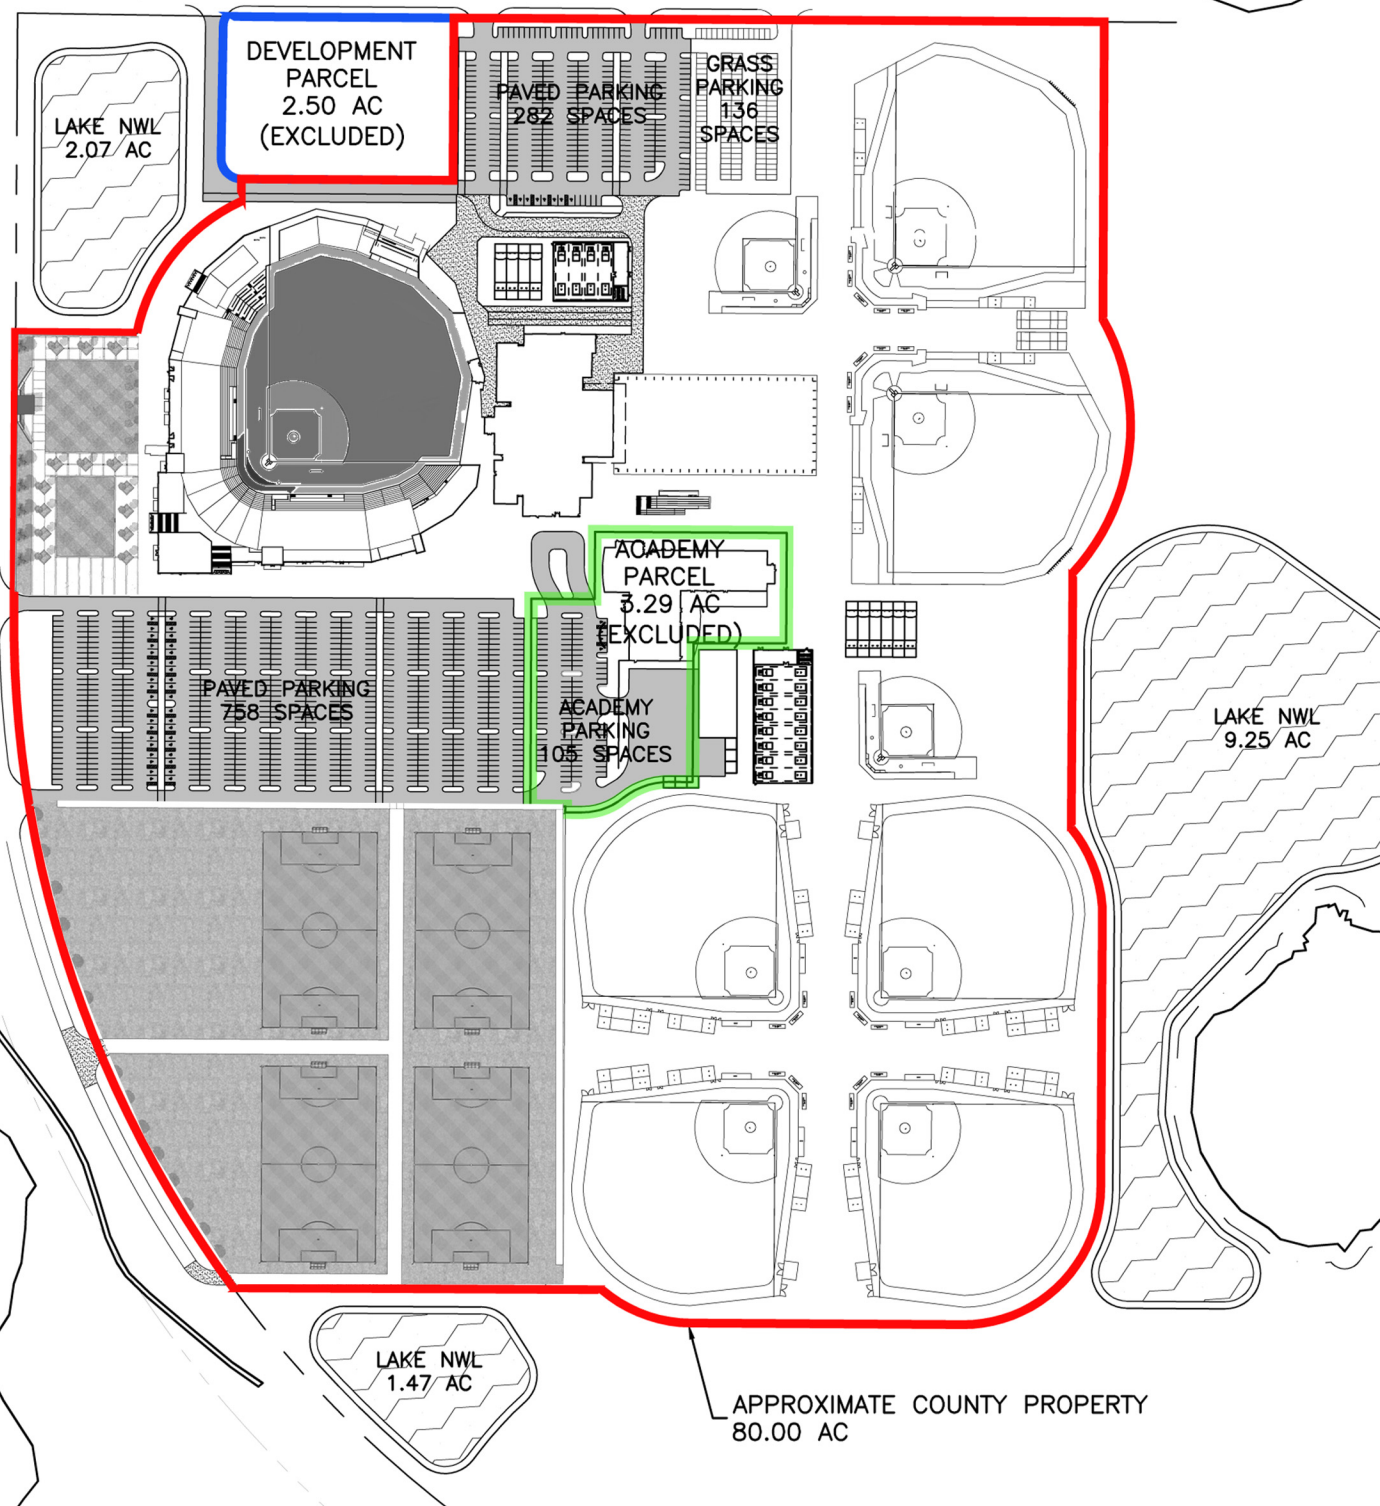 DEVELOPMENT
PARCEL
2.50 AC
(EXCLUDED)
LAKE NWL
2.07 AC
PAVED PARKING
282 SPACES
GRASS
PARKING
136
SPACES
ACADEMY
PARCEL
3.29 AC
(EXCLUDED)
PAVED PARKING
758 SPACES
ACADEMY
PARKING
105 SPACES
LAKE NWL
9.25 AC
LAKE NWL
1.47 AC
APPROXIMATE COUNTY PROPERTY
80.00 AC